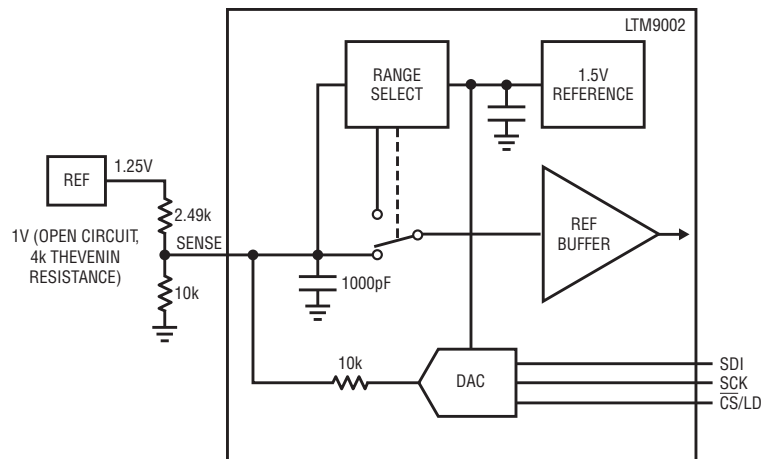 LTM9002
RANGE
SELECT
1.5V
REFERENCE
REF
1.25V
2.49k
1V (OPEN CIRCUIT,
4k THEVENIN
RESISTANCE)
SENSE
10k
1000pF
REF
BUFFER
10k
DAC
SDI
SCK
CS/LD